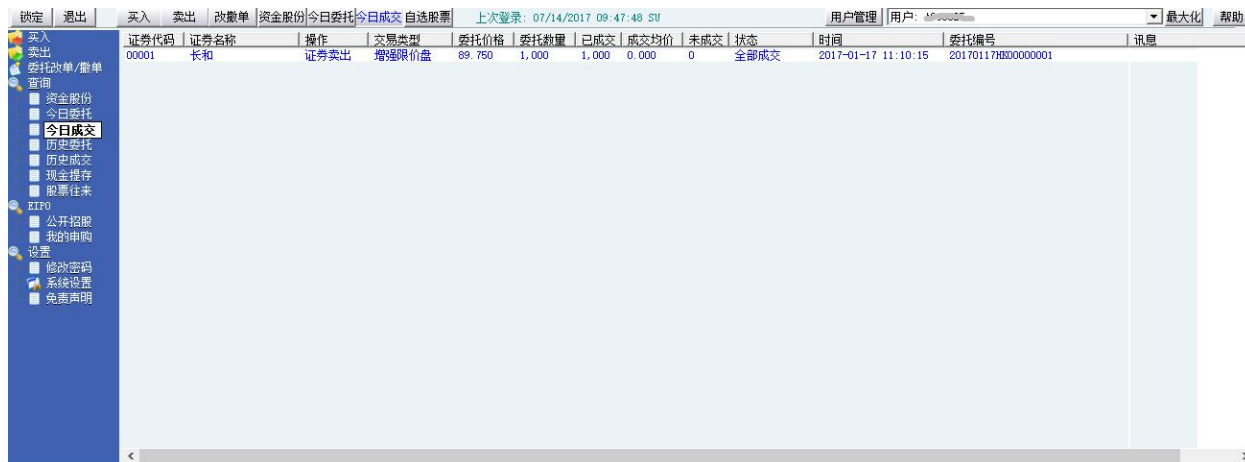 锁定 退出 买入 卖出 改撤单 资金股份 今日委托 今日成交 自选股票 上次登录: 07/14/2017 09:47:48 SU 用户管理 用户: 最大化 帮助
买入
卖出
委托改单/撤单
查询
资金股份
今日委托
今日成交
历史委托
历史成交
现金提存
股票往来
EIPO
公开招股
我的申购
设置
修改密码
系统设置
免责声明
证券代码 证券名称 操作 交易类型 委托价格 委托数量 已成交 成交均价 未成交 状态 时间 委托编号 讯息
00001 长和 证券卖出 增强限价盘 89.750 1,000 1,000 0.000 0 全部成交 2017-01-17 11:10:15 20170117HK00000001